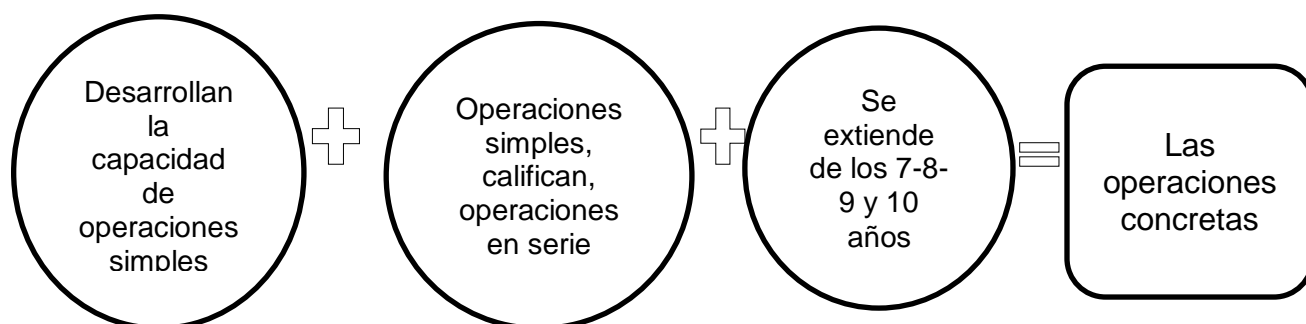 Desarrollan
la
capacidad
de
operaciones
simples
Operaciones
simples,
califican,
operaciones
en serie
Se
extiende
de los 7-8-
9 y 10
años
Las
operaciones
concretas